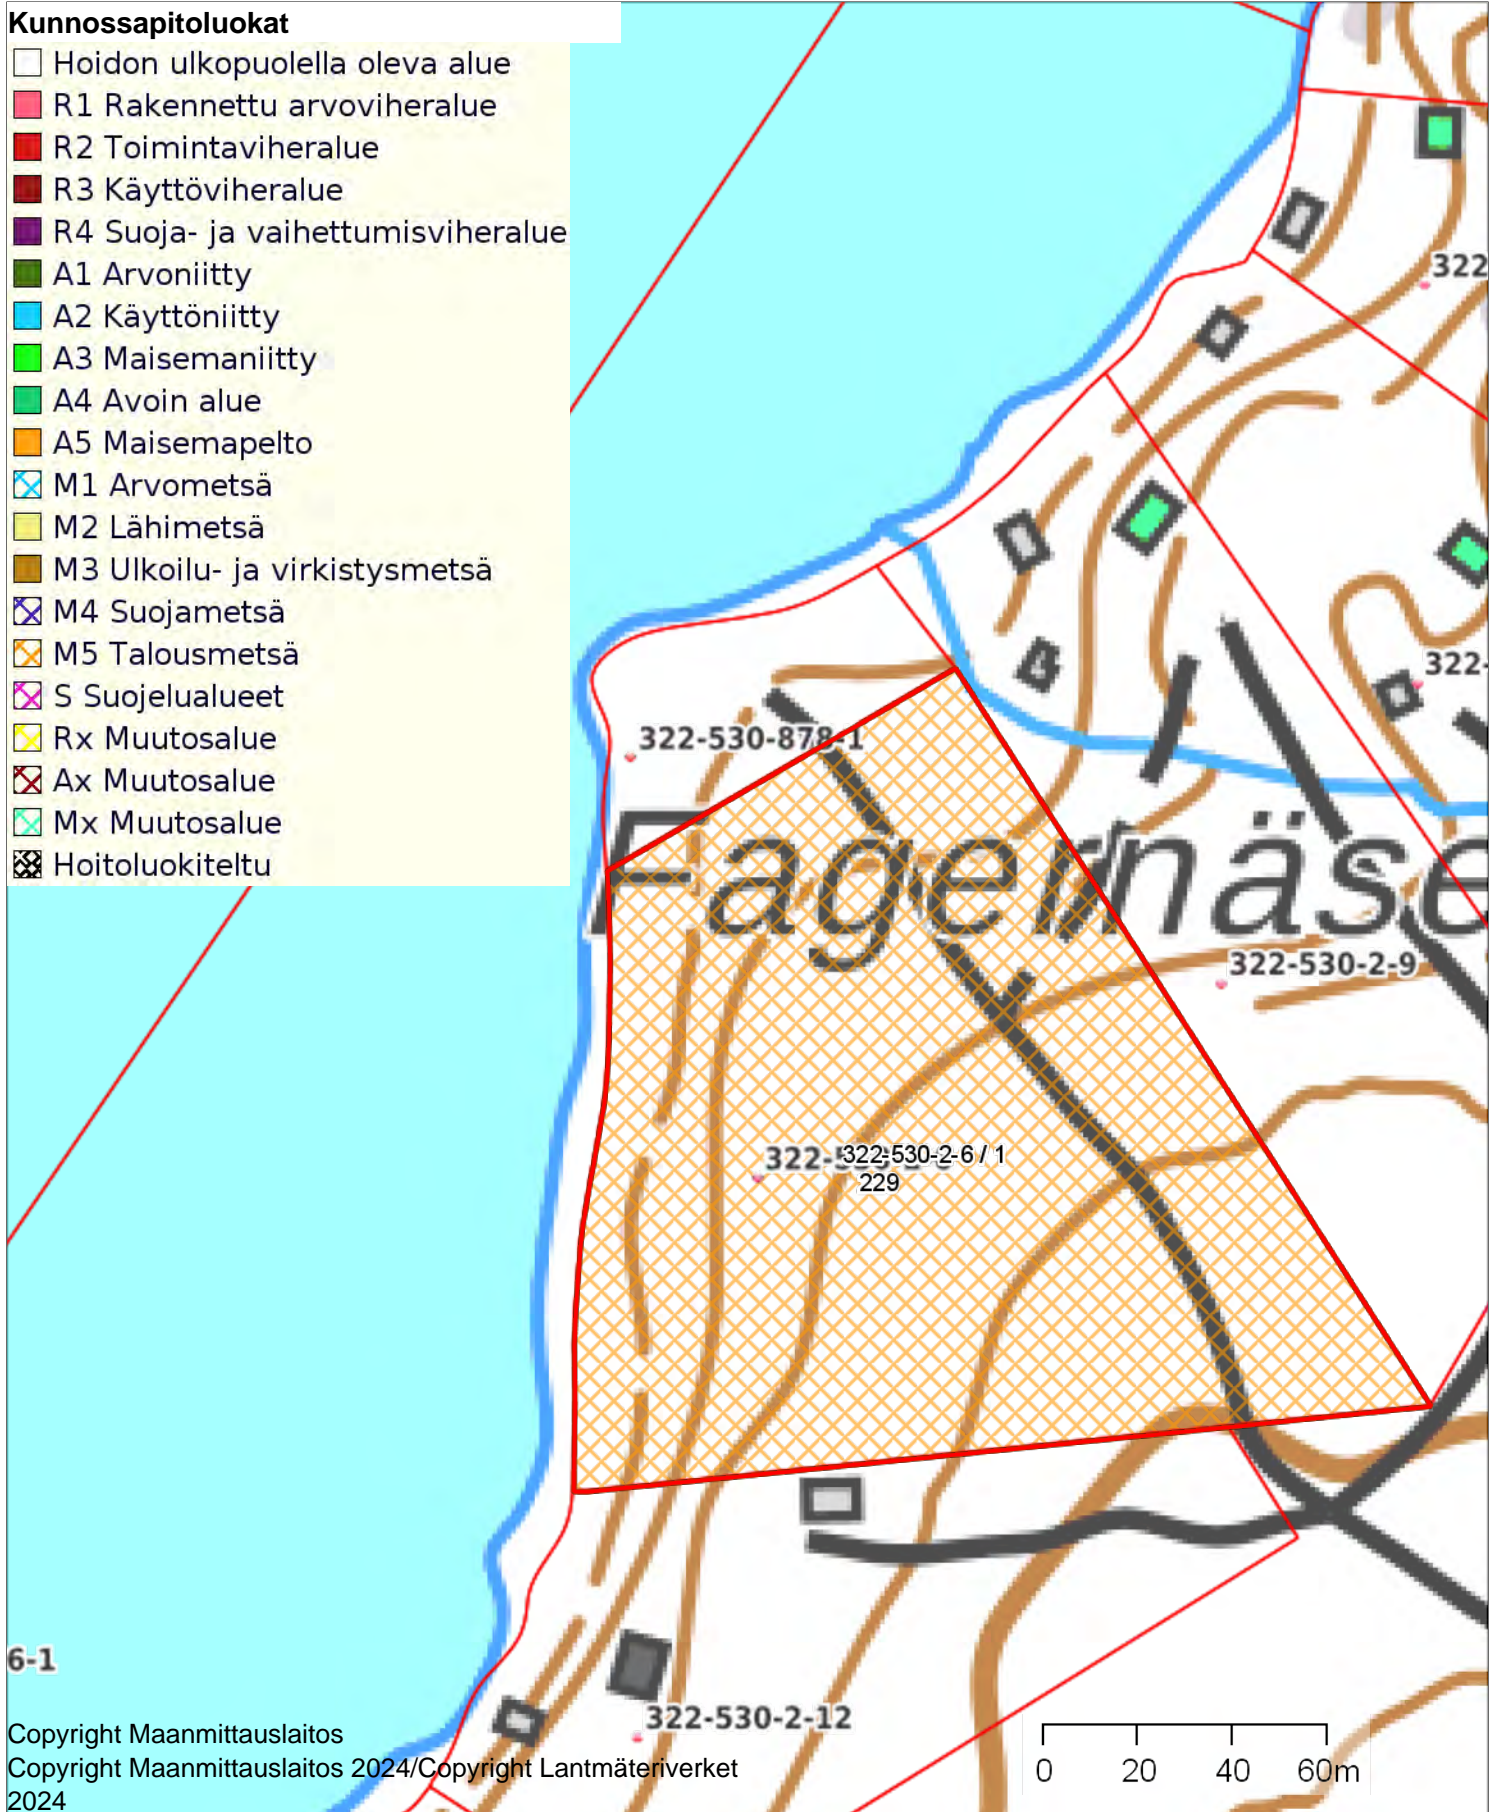 Kunnossapitoluokat
Hoidon ulkopuolella oleva alue
R1 Rakennettu arvoviheralue
R2 Toimintaviheralue
R3 Käyttöviheralue
R4 Suoja- ja vaihettumisviheralue
A1 Arvoniitty
A2 Käyttöniitty
A3 Maisemaniitty
A4 Avoin alue
A5 Maisemapelto
M1 Arvometsä
M2 Lähimetsä
M3 Ulkoilu- ja virkistysmetsä
M4 Suojametsä
M5 Talousmetsä
S Suojelualueet
Rx Muutosalue
Ax Muutosalue
Mx Muutosalue
Hoitoluokiteltu
322
322-
322-530-878-1
Fagernäse
322-530-2-9
322-530-2-6 / 1
229
322-530-2-12
6-1
Copyright Maanmittauslaitos
Copyright Maanmittauslaitos 2024/Copyright Lantmäteriverket
2024
0 20 40 60m